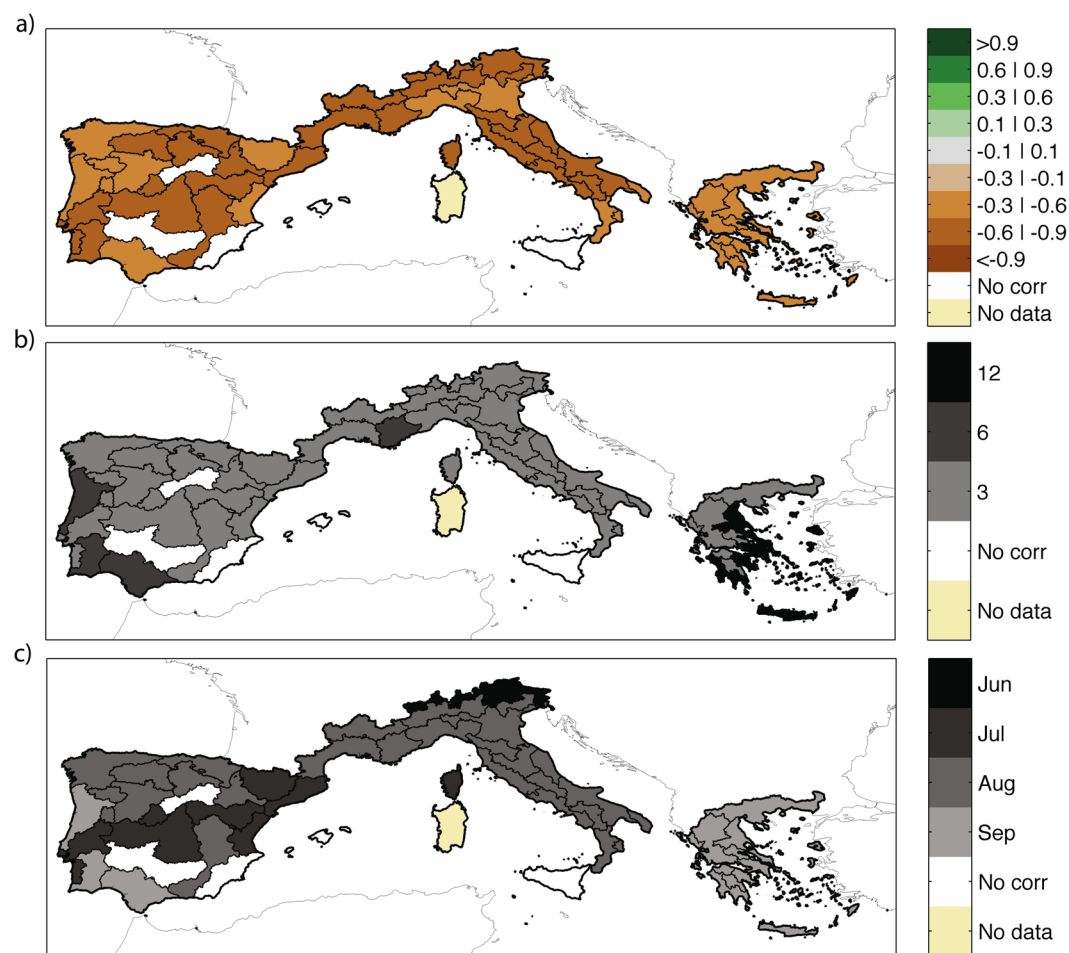 a)
>0.9
0.6 | 0.9
0.3 | 0.6
0.1 | 0.3
-0.1 | 0.1
-0.3 | -0.1
-0.3 | -0.6
-0.6 | -0.9
<-0.9
No corr
No data
b)
12
6
3
No corr
No data
c)
Jun
Jul
Aug
Sep
No corr
No data